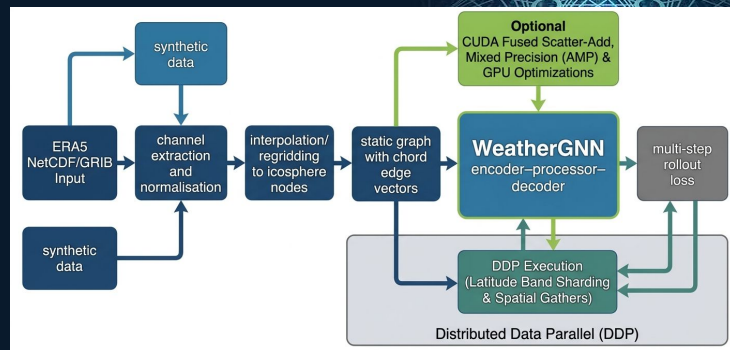 synthetic
data
Optional
CUDA Fused Scatter-Add,
Mixed Precision (AMP) &
GPU Optimizations
ERA5
NetCDF/GRIB
Input
channel
extraction
and
normalisation
interpolation/
regridding
to icosphere
nodes
static graph
with chord
edge
vectors
WeatherGNN
encoder–processor–
decoder
multi-step
rollout
loss
synthetic
data
DDP Execution
(Latitude Band Sharding
& Spatial Gathers)
Distributed Data Parallel (DDP)